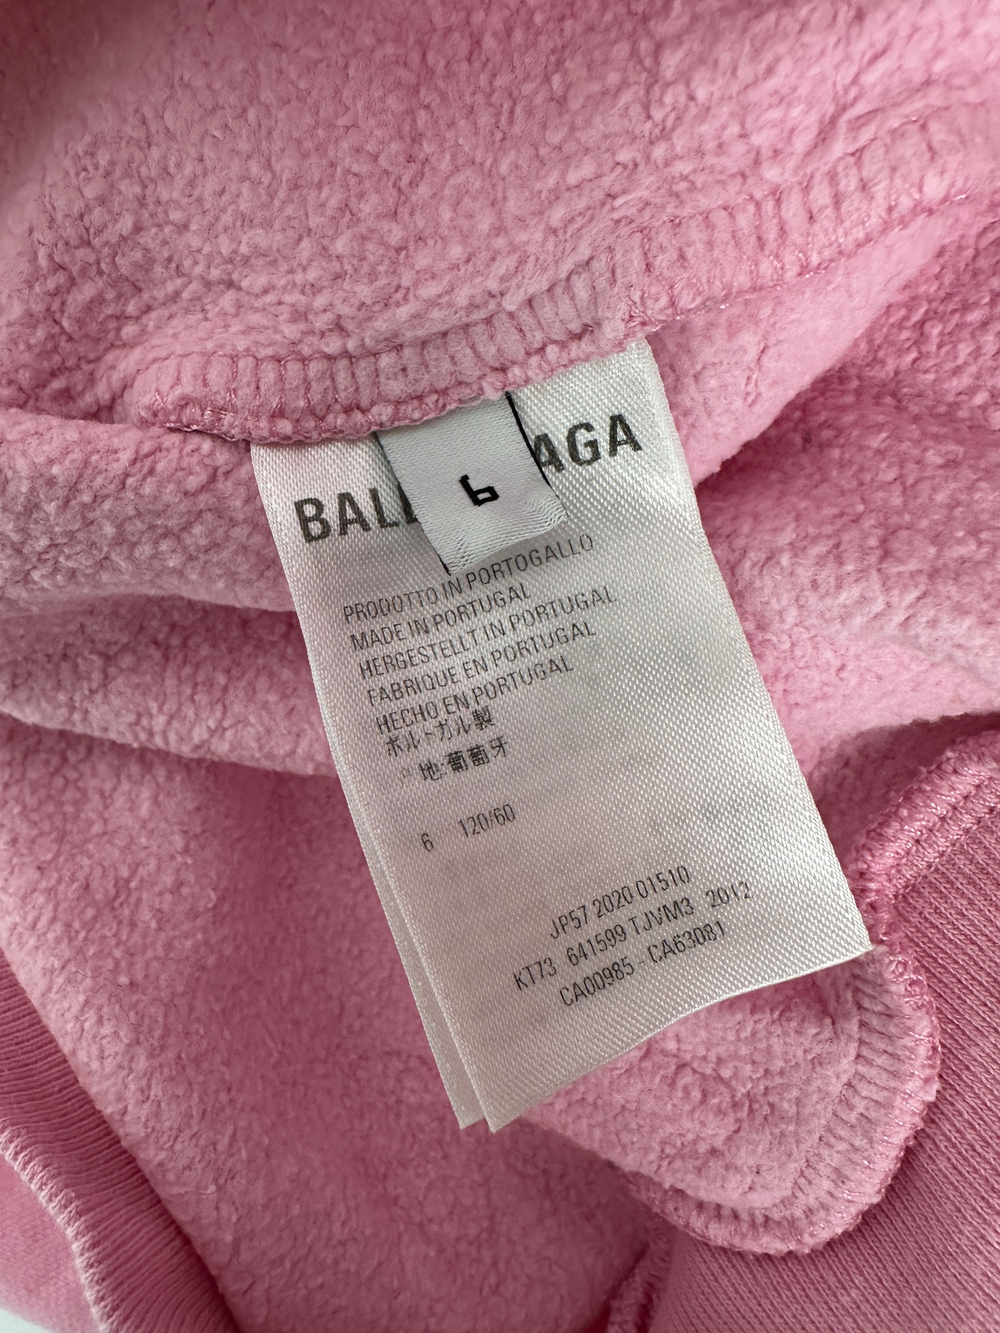 BAL AGA
6
PRODOTTO IN PORTOGALLO
MADE IN PORTUGAL
HERGESTELLT IN PORTUGAL
FABRIQUE EN PORTUGAL
HECHO EN PORTUGAL
ポルトガル製
地:葡萄牙
6 120/60
JP57 2020 01510
KT73 641599 TJVM3 2012
CA00985 - CA63081